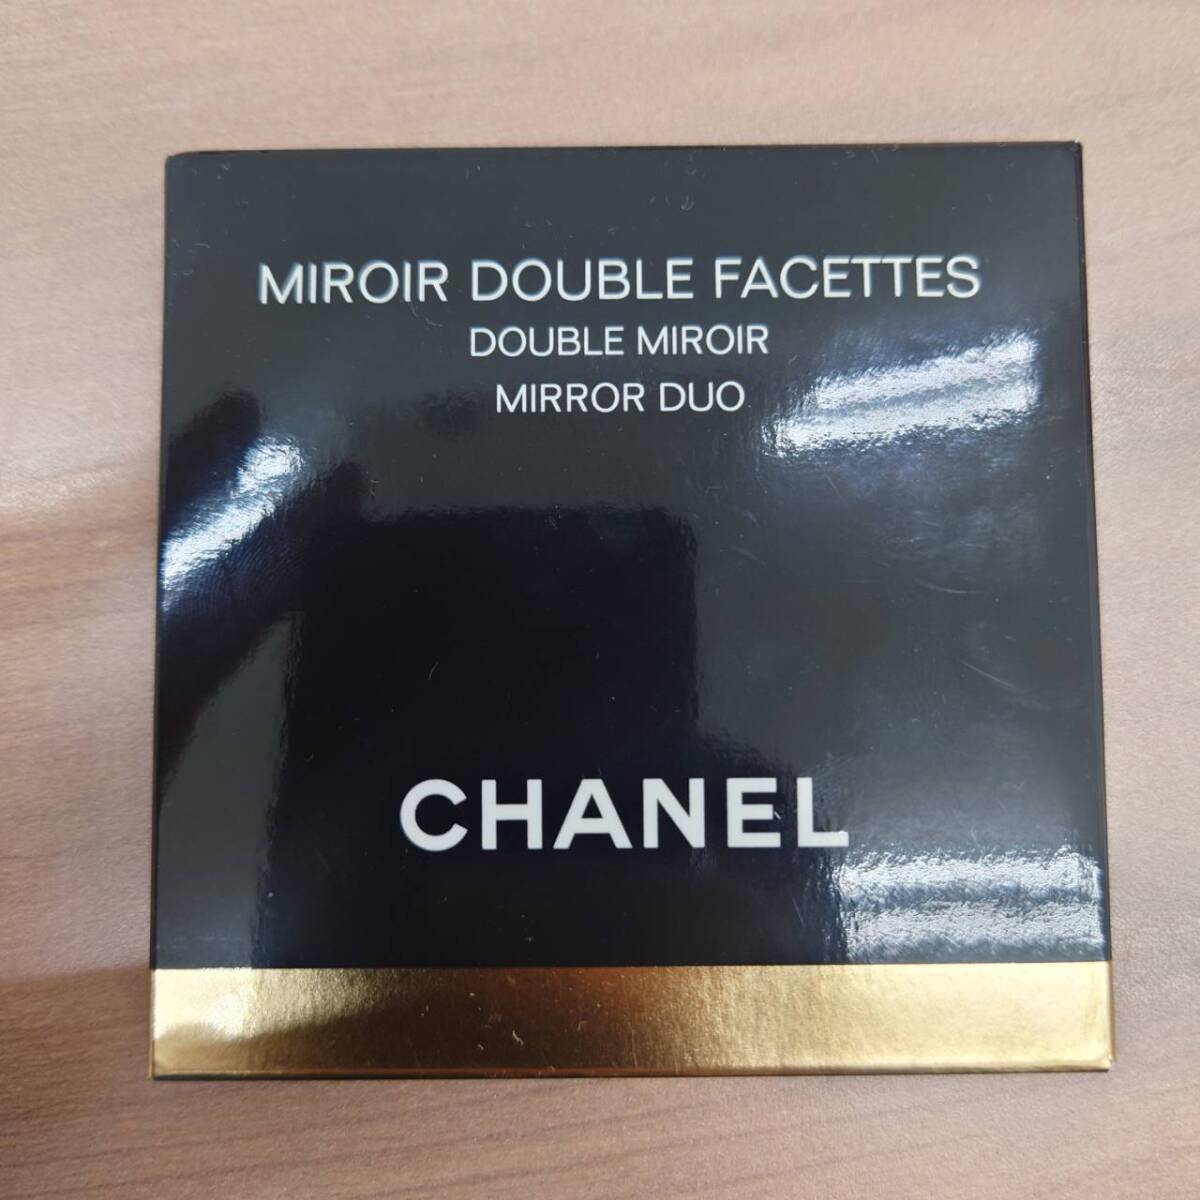 MIROIR DOUBLE FACETTES
DOUBLE MIROIR
MIRROR DUO
CHANEL